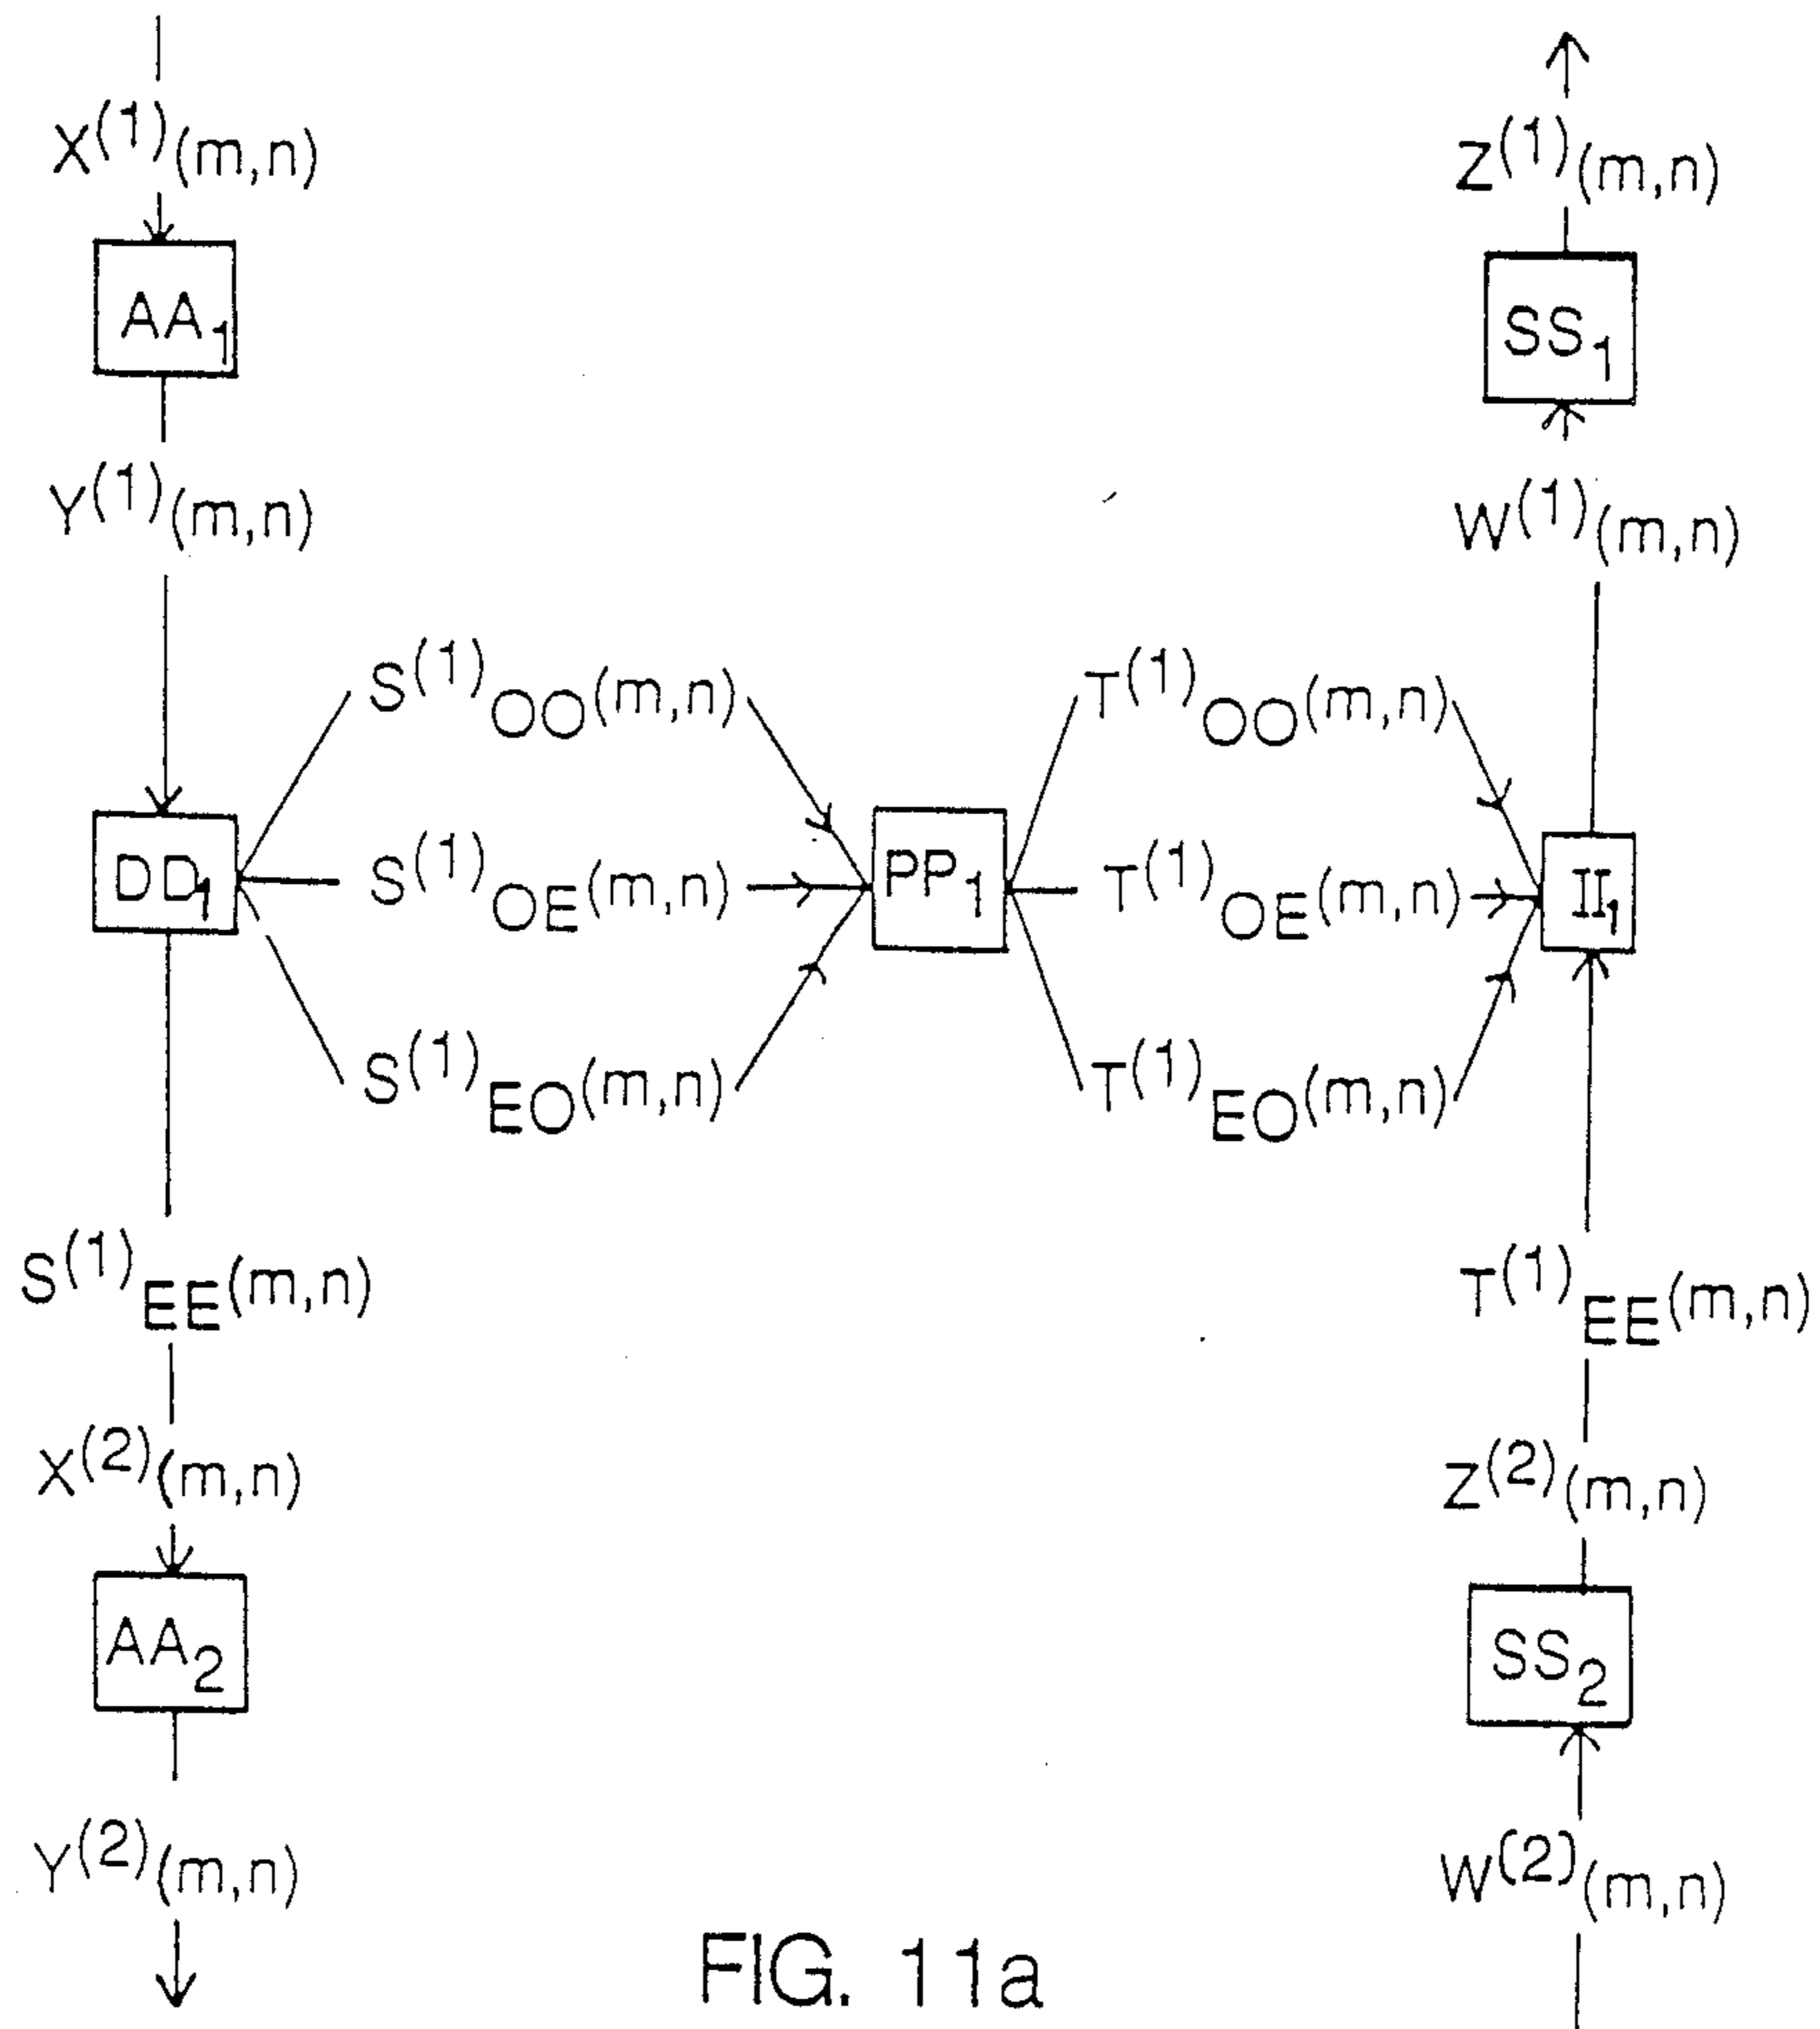 X(1)(m,n)
Z(1)(m,n)
AA1
SS1
Y(1)(m,n)
W(1)(m,n)
S(1)OO(m,n)
T(1)OO(m,n)
DD1
S(1)OE(m,n)
PP1
T(1)OE(m,n)
II1
S(1)EO(m,n)
T(1)EO(m,n)
S(1)EE(m,n)
T(1)EE(m,n)
X(2)(m,n)
Z(2)(m,n)
AA2
SS2
Y(2)(m,n)
W(2)(m,n)
FIG. 11a